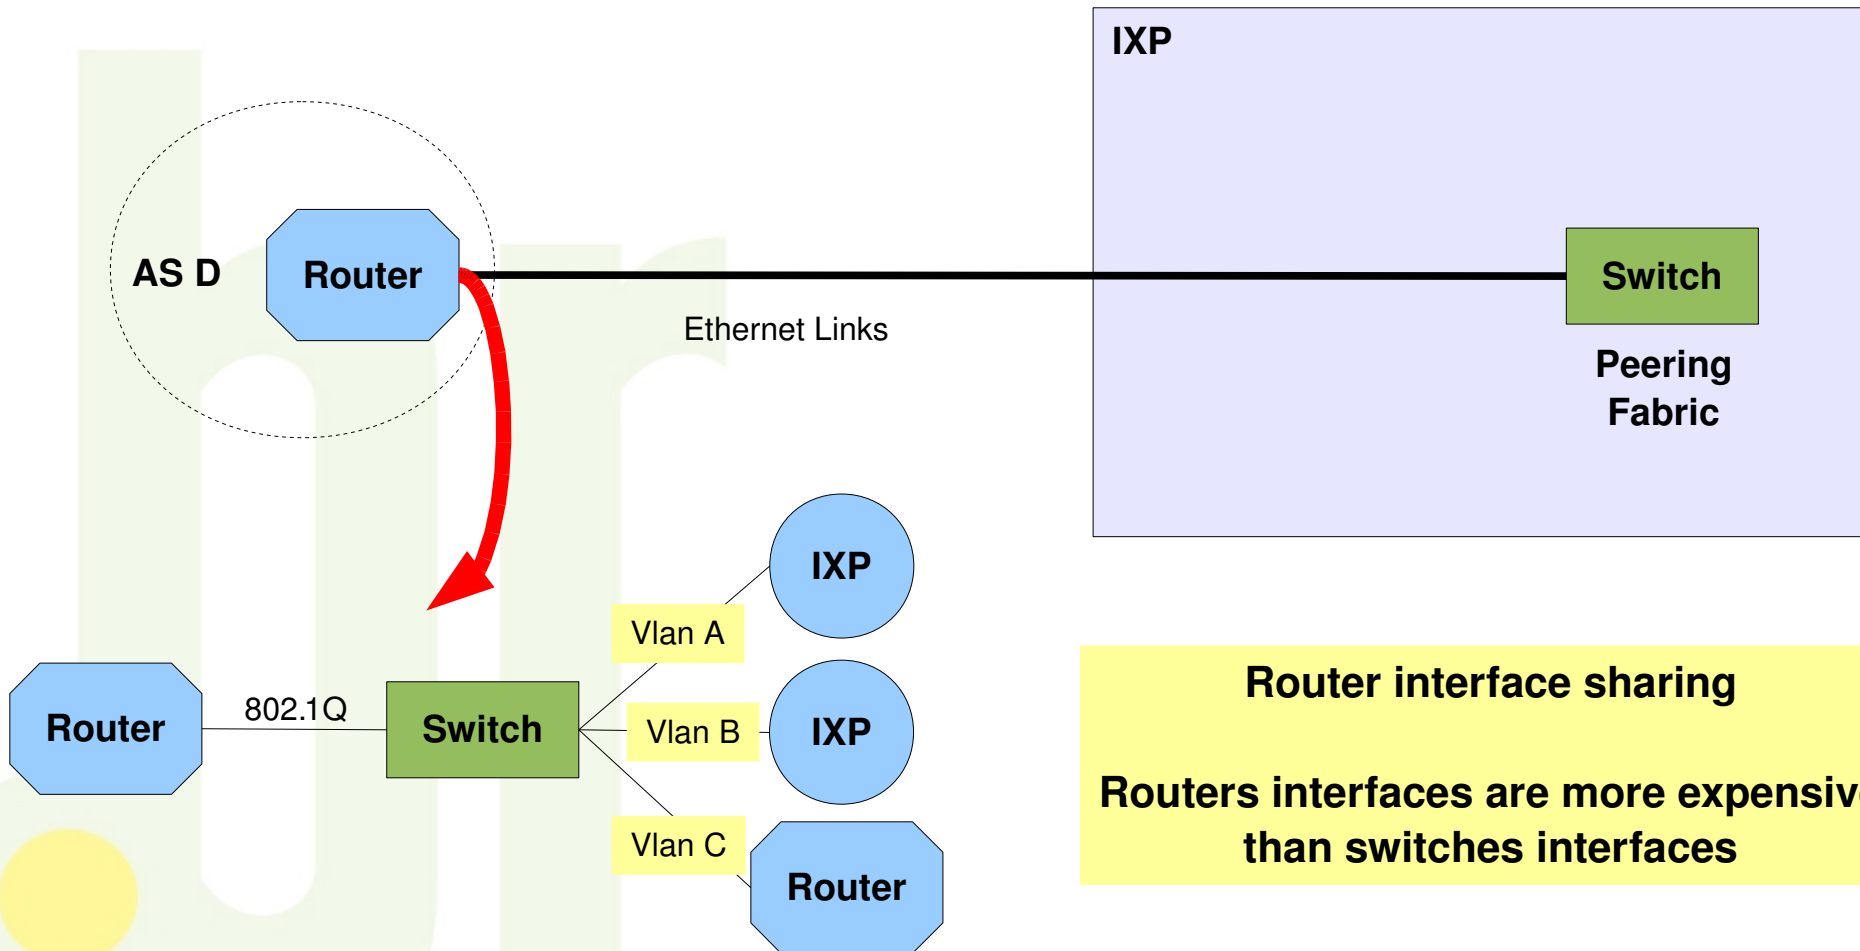 IXP
AS D
Router
Switch
Ethernet Links
Peering
Fabric
IXP
Vlan A
Router
802.1Q
Switch
Vlan B
IXP
Vlan C
Router
Router interface sharing
Routers interfaces are more expensive
than switches interfaces